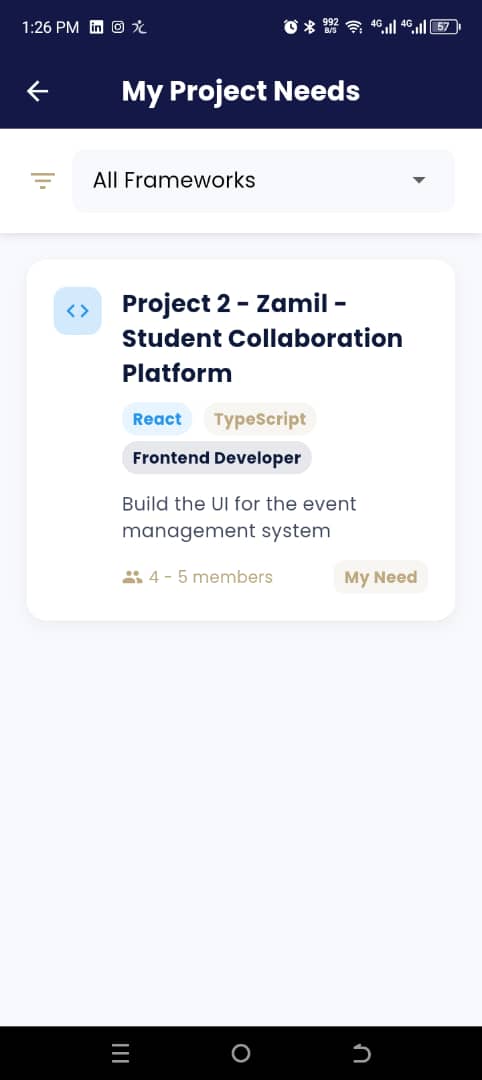 1:26 PM in 992 B/S 4G 4G 57
My Project Needs
All Frameworks
Project 2 - Zamil -
Student Collaboration
Platform
React TypeScript
Frontend Developer
Build the UI for the event
management system
4 - 5 members My Need